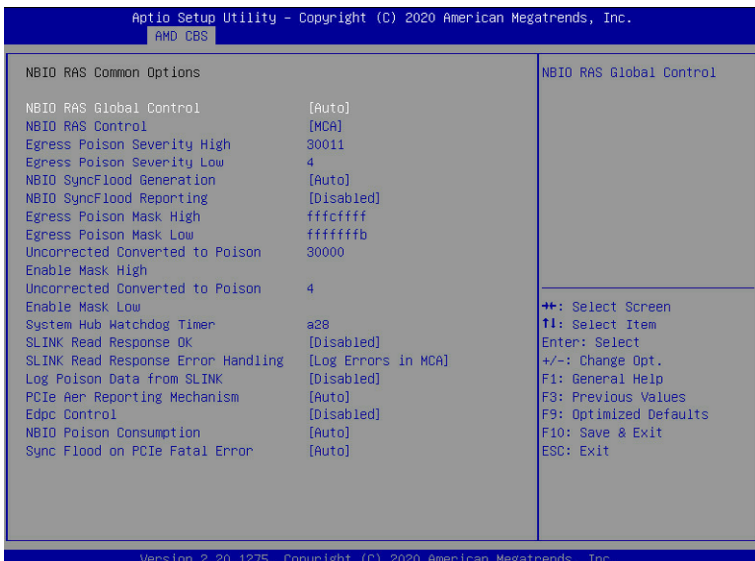 Aptio Setup Utility – Copyright (C) 2020 American Megatrends, Inc.
AMD CBS
NBIO RAS Common Options
NBIO RAS Global Control [Auto]
NBIO RAS Control [MCA]
Egress Poison Severity High 30011
Egress Poison Severity Low 4
NBIO SyncFlood Generation [Auto]
NBIO SyncFlood Reporting [Disabled]
Egress Poison Mask High fffcffff
Egress Poison Mask Low fffffffb
Uncorrected Converted to Poison 30000
Enable Mask High
Uncorrected Converted to Poison 4
Enable Mask Low
System Hub Watchdog Timer a28
SLINK Read Response OK [Disabled]
SLINK Read Response Error Handling [Log Errors in MCA]
Log Poison Data from SLINK [Disabled]
PCIe Aer Reporting Mechanism [Auto]
Edpc Control [Disabled]
NBIO Poison Consumption [Auto]
Sync Flood on PCIe Fatal Error [Auto]
NBIO RAS Global Control
→←: Select Screen
↑↓: Select Item
Enter: Select
+/-: Change Opt.
F1: General Help
F3: Previous Values
F9: Optimized Defaults
F10: Save & Exit
ESC: Exit
Version 2.20.1275. Copyright (C) 2020 American Megatrends, Inc.